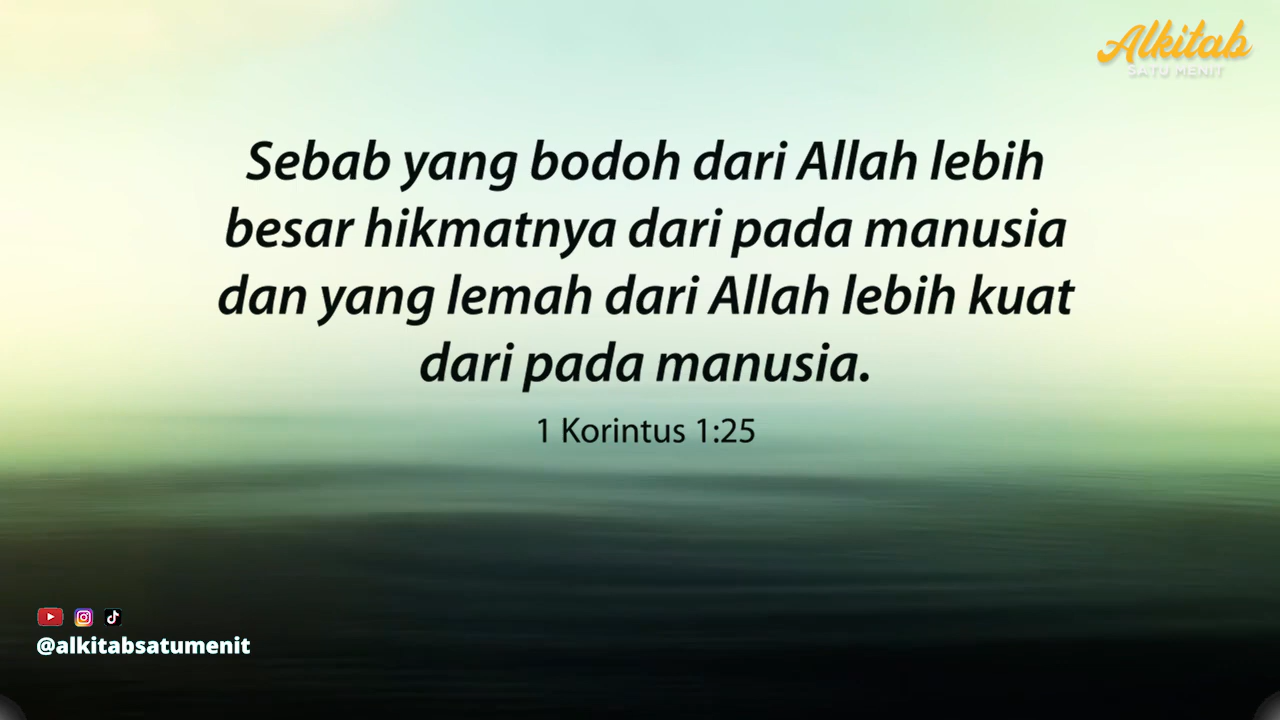 Alkitab
SATU MENIT
Sebab yang bodoh dari Allah lebih
besar hikmatnya dari pada manusia
dan yang lemah dari Allah lebih kuat
dari pada manusia.
1 Korintus 1:25
@alkitabsatumenit